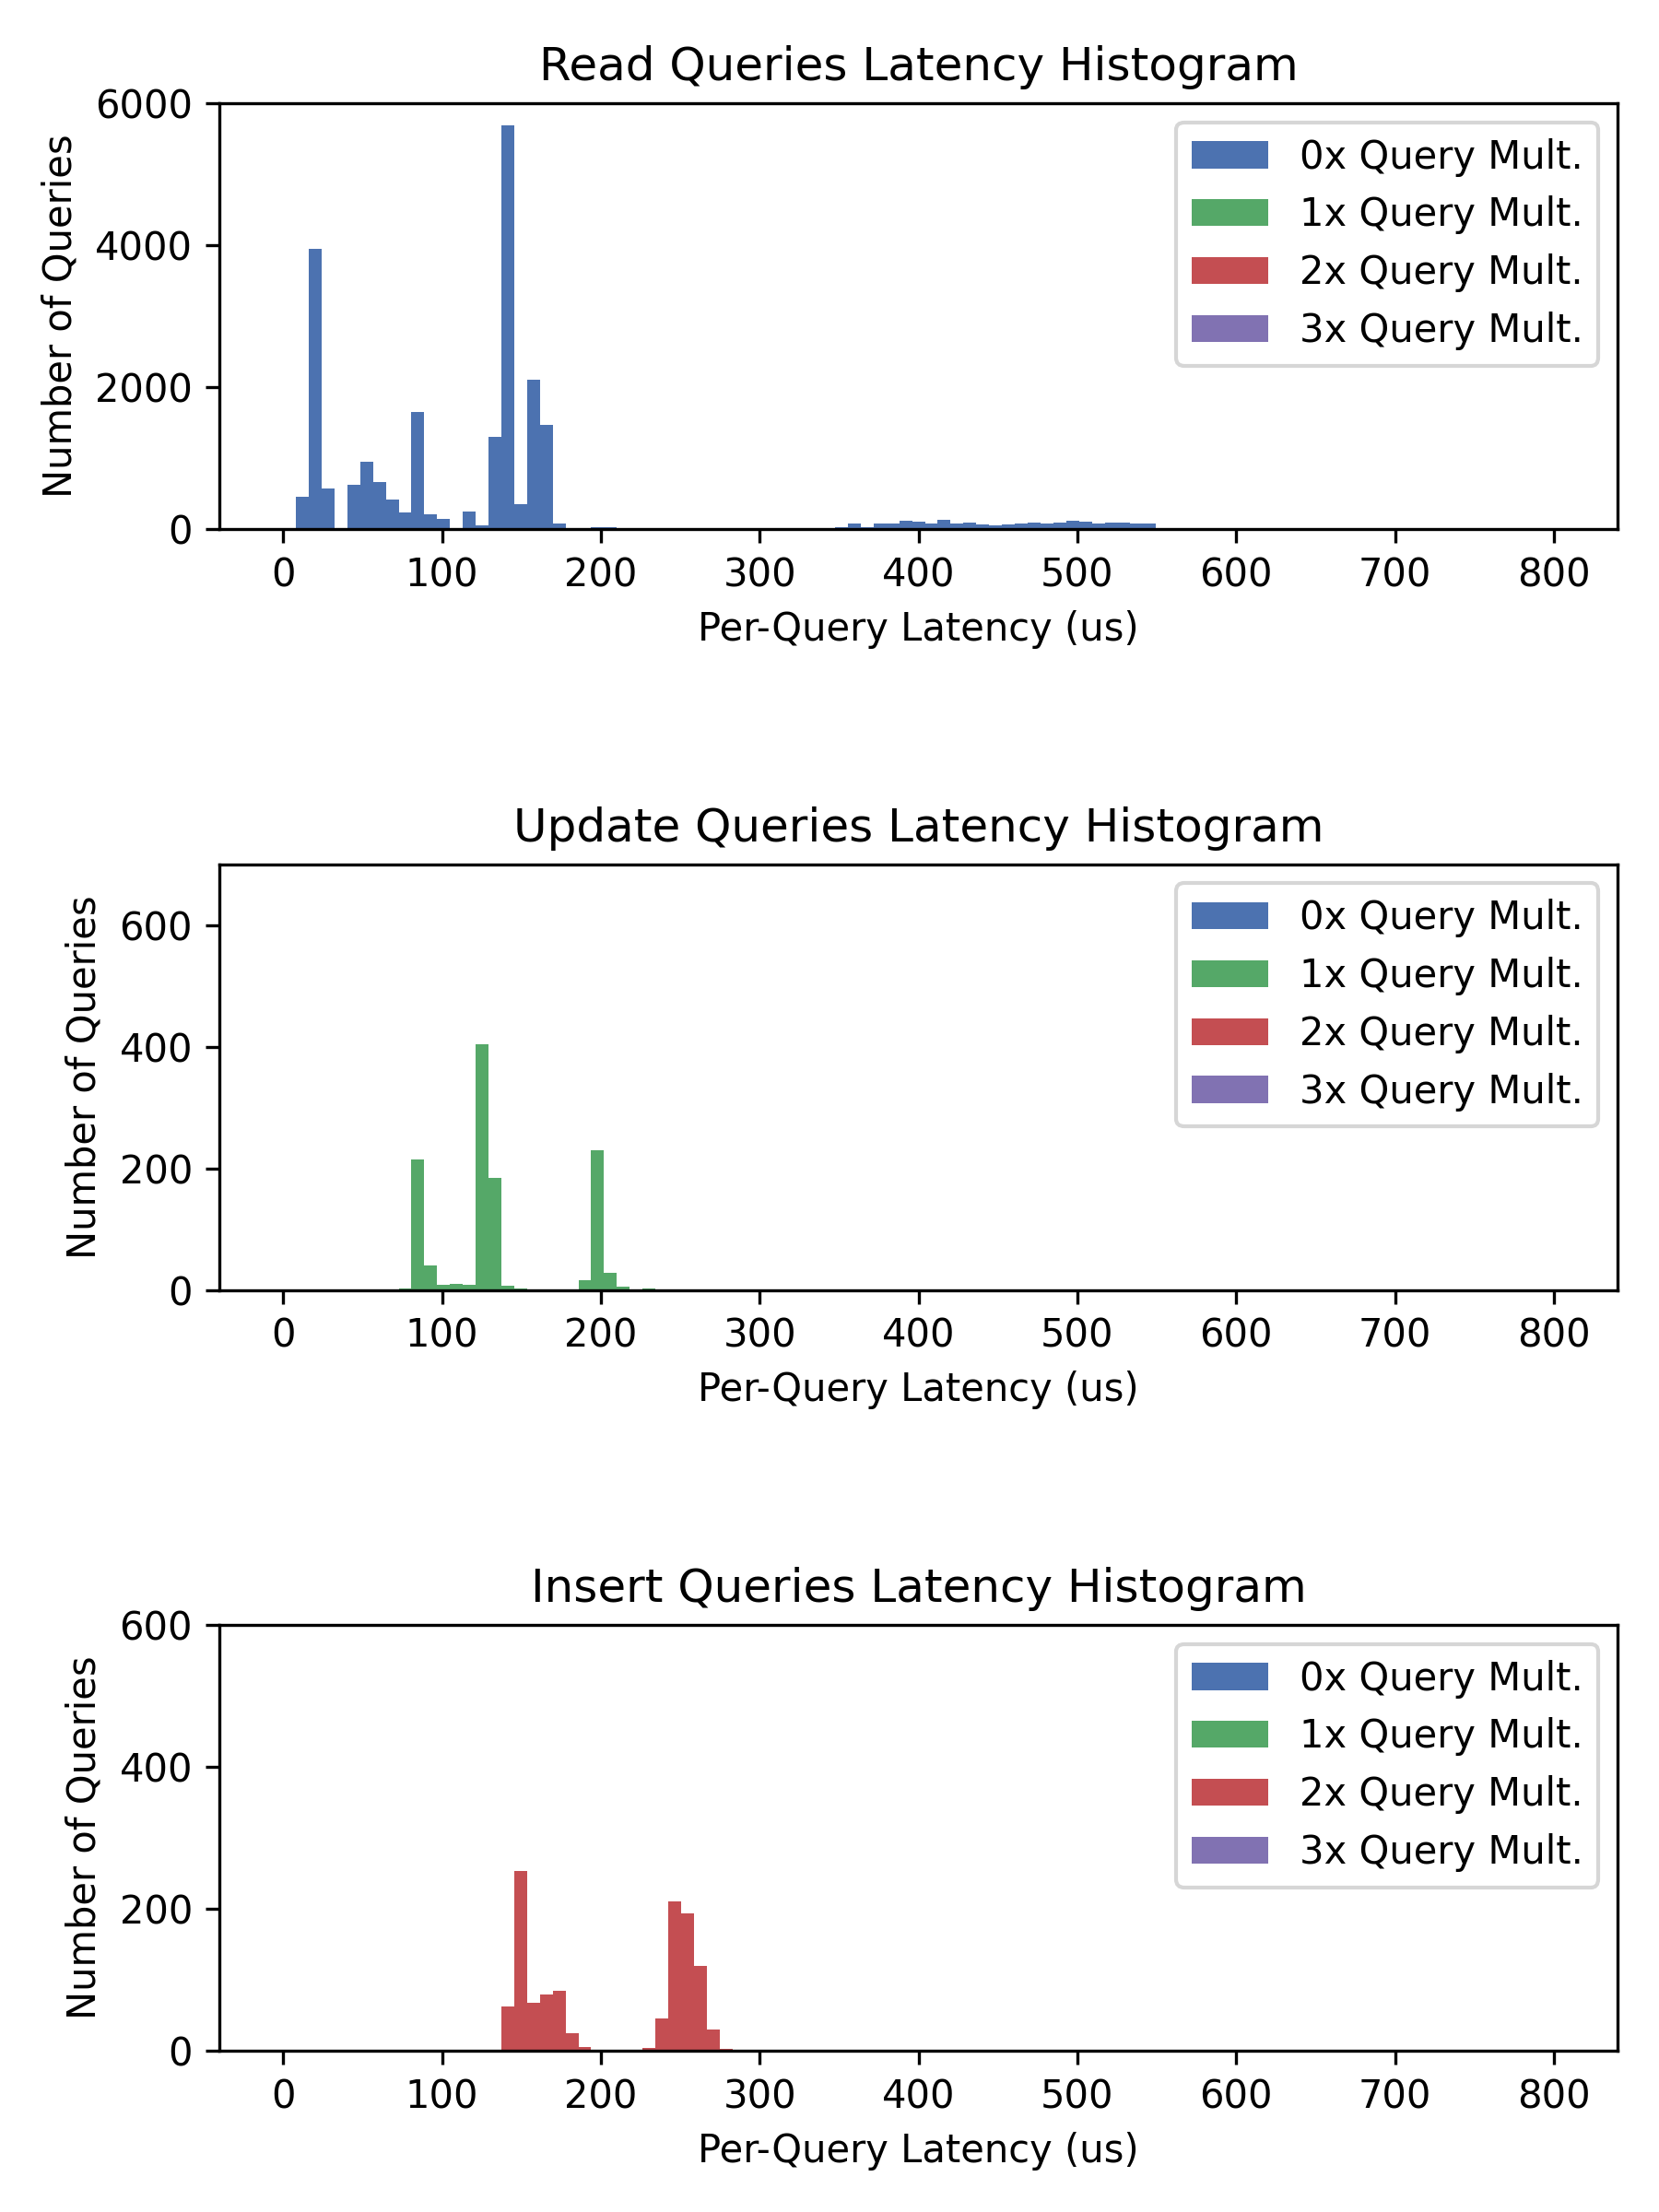 Read Queries Latency Histogram
6000
4000
2000
0
Number of Queries
0x Query Mult.
1x Query Mult.
2x Query Mult.
3x Query Mult.
0 100 200 300 400 500 600 700 800
Per-Query Latency (us)
Update Queries Latency Histogram
600
400
200
0
Number of Queries
0x Query Mult.
1x Query Mult.
2x Query Mult.
3x Query Mult.
0 100 200 300 400 500 600 700 800
Per-Query Latency (us)
Insert Queries Latency Histogram
600
400
200
0
Number of Queries
0x Query Mult.
1x Query Mult.
2x Query Mult.
3x Query Mult.
0 100 200 300 400 500 600 700 800
Per-Query Latency (us)